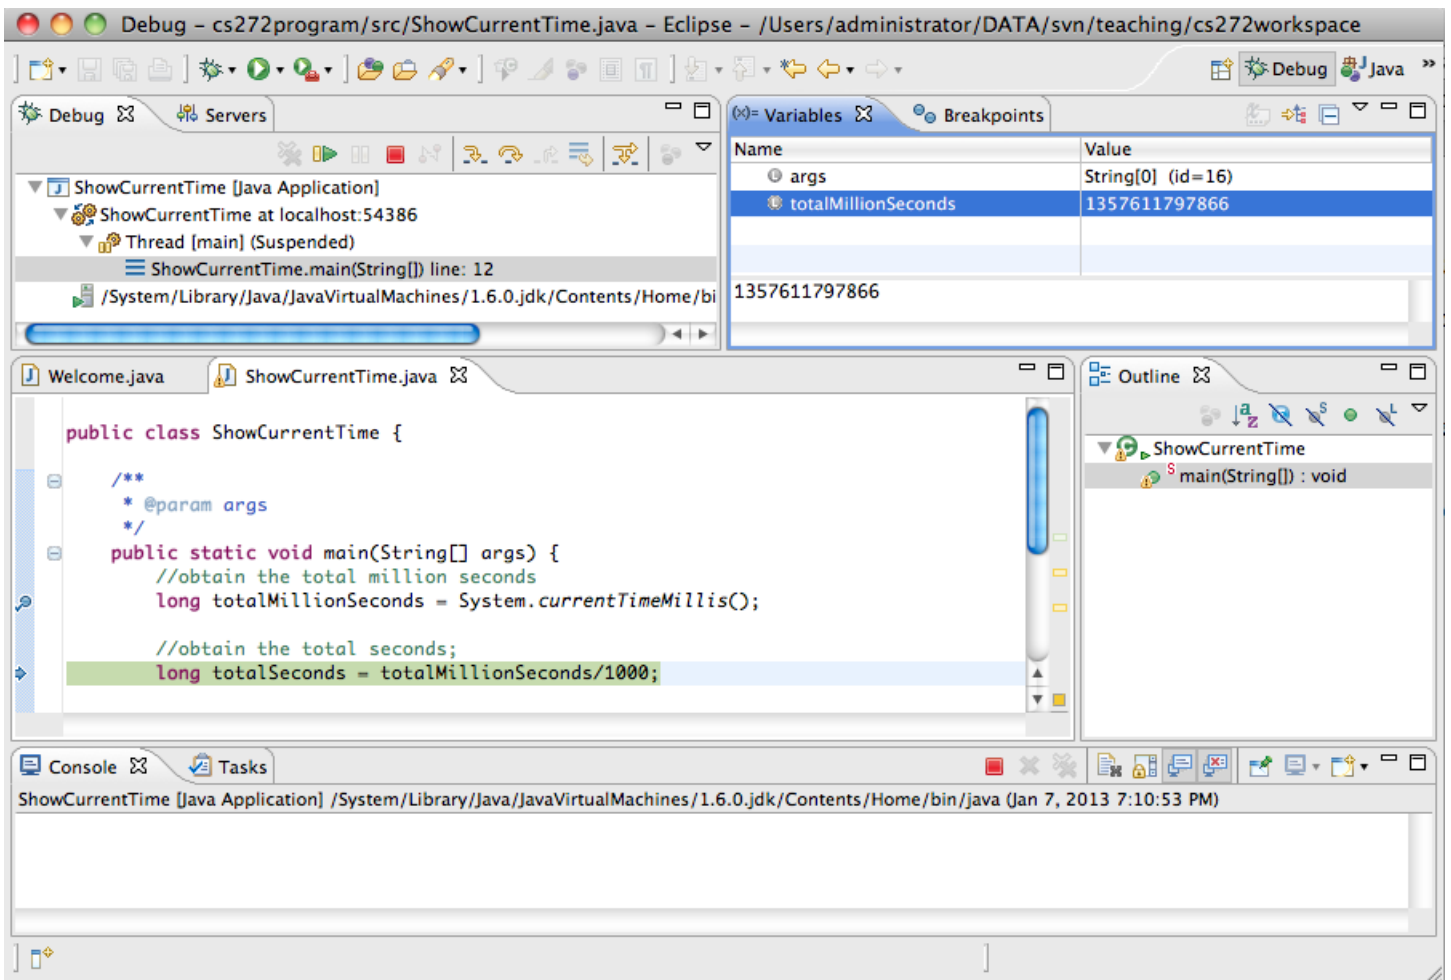 Debug – cs272program/src/ShowCurrentTime.java – Eclipse – /Users/administrator/DATA/svn/teaching/cs272workspace
Debug Java »
Debug Servers
ShowCurrentTime [Java Application]
ShowCurrentTime at localhost:54386
Thread [main] (Suspended)
ShowCurrentTime.main(String[]) line: 12
/System/Library/Java/JavaVirtualMachines/1.6.0.jdk/Contents/Home/bi
(x)= Variables Breakpoints
Name Value
args String[0] (id=16)
totalMillionSeconds 1357611797866
1357611797866
Welcome.java ShowCurrentTime.java
public class ShowCurrentTime {
/**
* @param args
*/
public static void main(String[] args) {
//obtain the total million seconds
long totalMillionSeconds = System.currentTimeMillis();
//obtain the total seconds;
long totalSeconds = totalMillionSeconds/1000;
Outline
ShowCurrentTime
main(String[]) : void
Console Tasks
ShowCurrentTime [Java Application] /System/Library/Java/JavaVirtualMachines/1.6.0.jdk/Contents/Home/bin/java (Jan 7, 2013 7:10:53 PM)